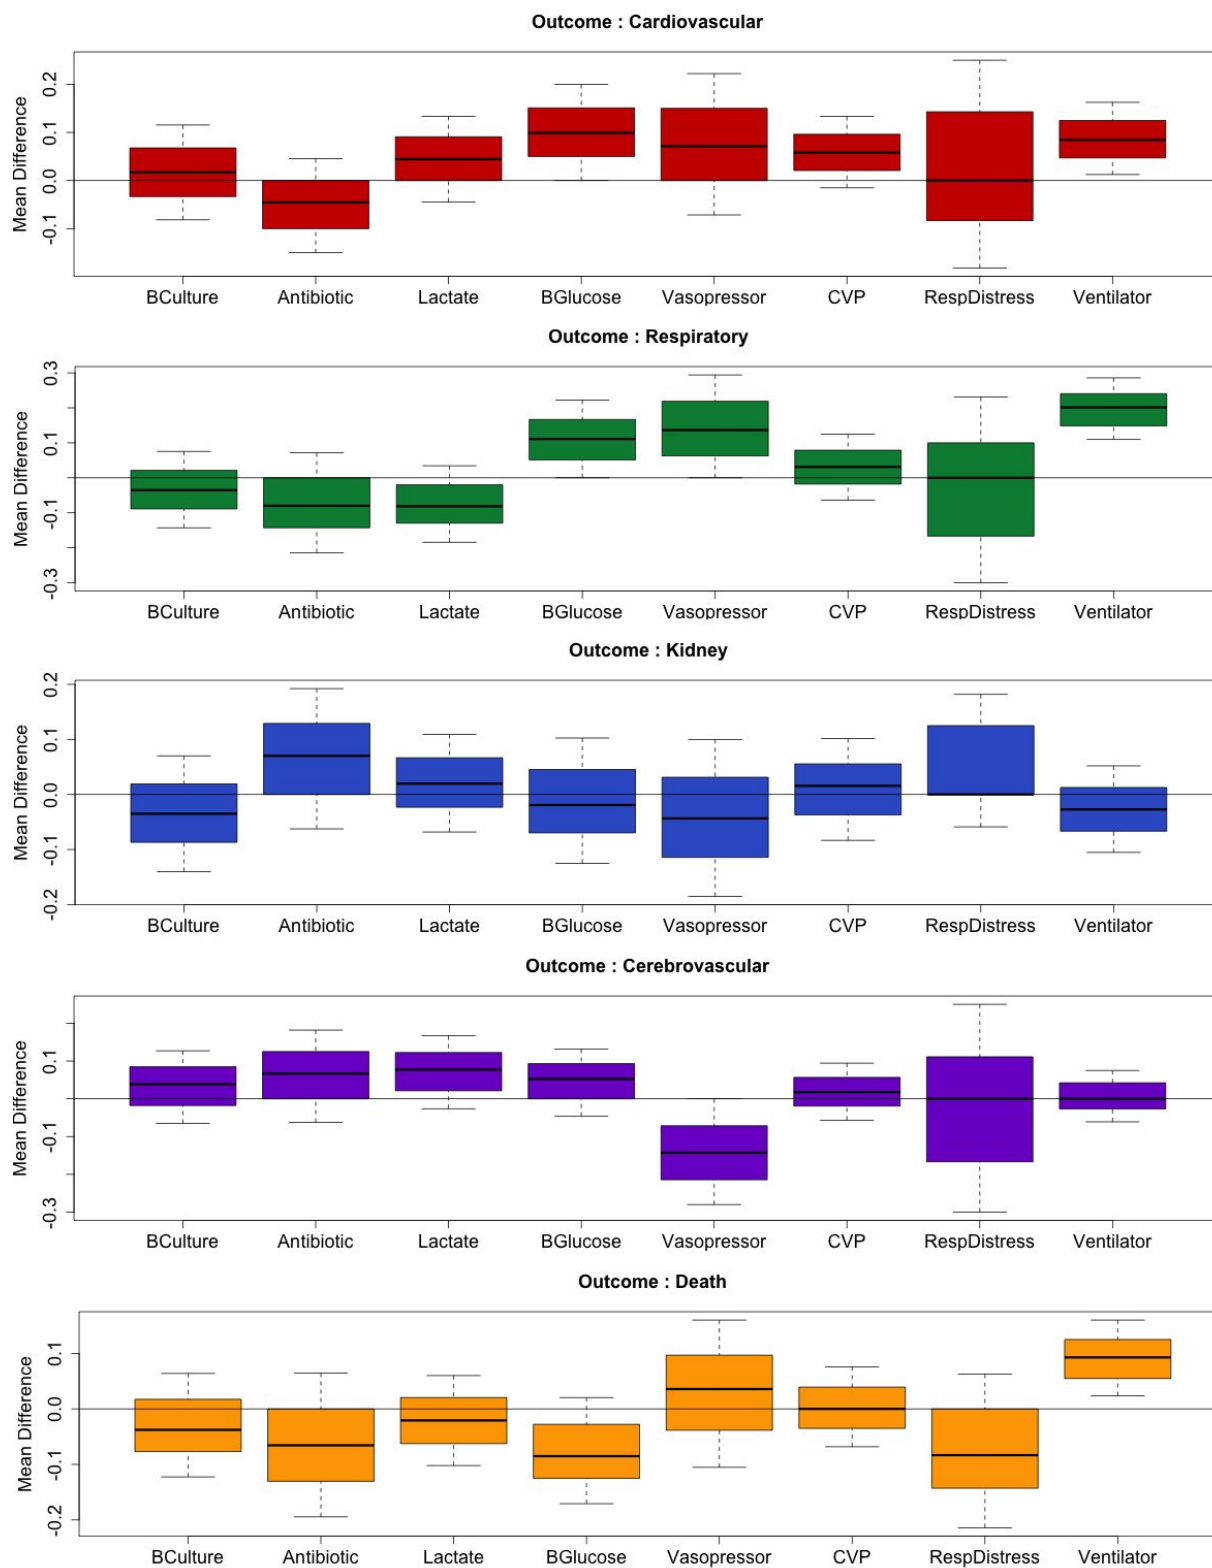 Outcome : Cardiovascular
Mean Difference
0.2
0.1
0.0
-0.1
BCulture Antibiotic Lactate BGlucose Vasopressor CVP RespDistress Ventilator
Outcome : Respiratory
Mean Difference
0.3
0.1
-0.1
-0.3
BCulture Antibiotic Lactate BGlucose Vasopressor CVP RespDistress Ventilator
Outcome : Kidney
Mean Difference
0.2
0.1
0.0
-0.1
-0.2
BCulture Antibiotic Lactate BGlucose Vasopressor CVP RespDistress Ventilator
Outcome : Cerebrovascular
Mean Difference
0.1
-0.1
-0.3
BCulture Antibiotic Lactate BGlucose Vasopressor CVP RespDistress Ventilator
Outcome : Death
Mean Difference
0.1
0.0
-0.1
-0.2
BCulture Antibiotic Lactate BGlucose Vasopressor CVP RespDistress Ventilator